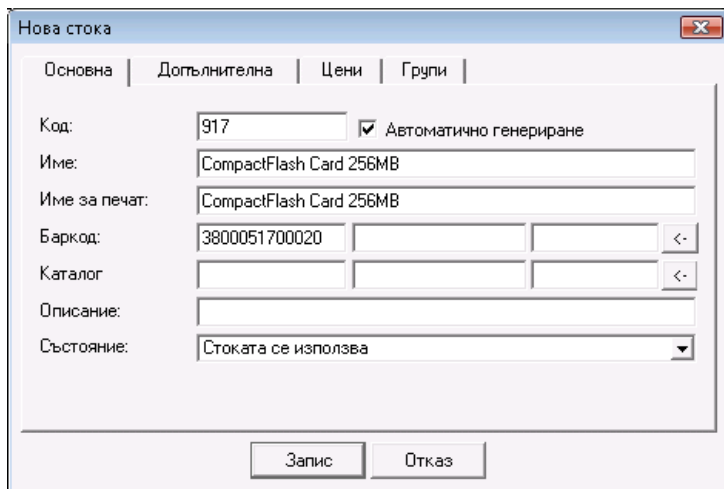 Нова стока
Основна Допълнителна Цени Групи
Код: 917 Автоматично генериране
Име: CompactFlash Card 256MB
Име за печат: CompactFlash Card 256MB
Баркод: 3800051700020 <-
Каталог <-
Описание:
Състояние: Стоката се използва
Запис Отказ